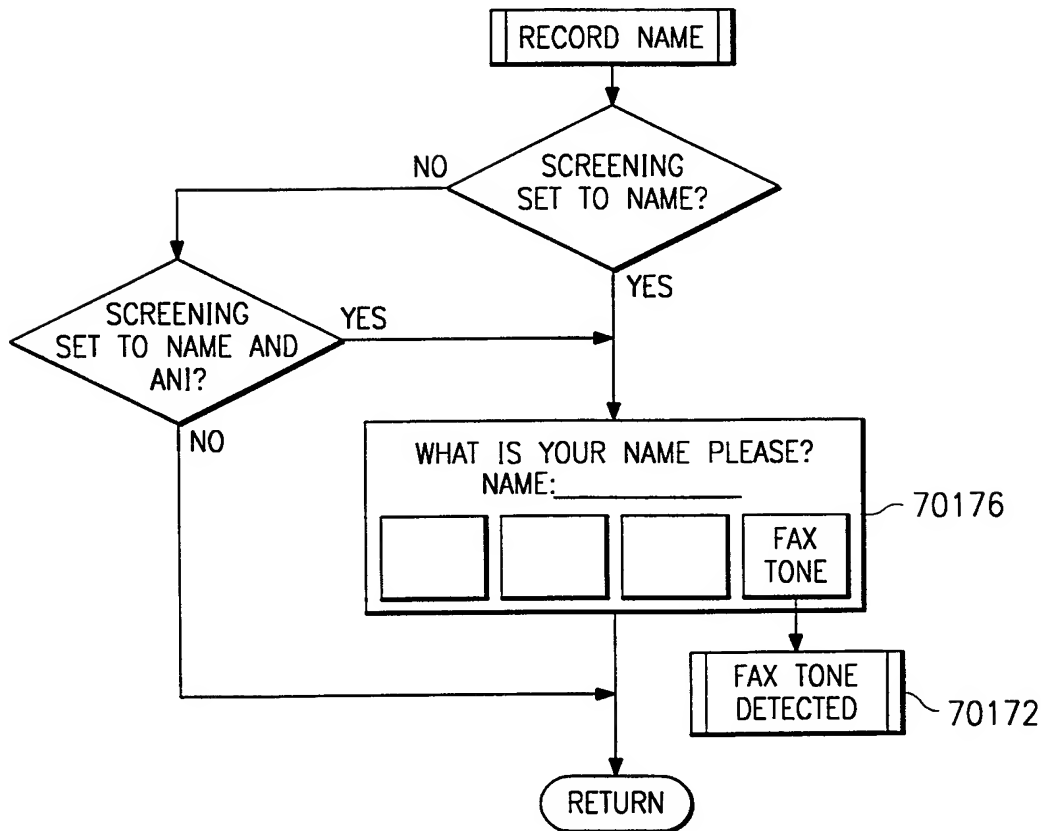 RECORD NAME
SCREENING
SET TO NAME?
NO
YES
SCREENING
SET TO NAME AND
ANI?
YES
NO
WHAT IS YOUR NAME PLEASE?
NAME:
FAX
TONE
70176
FAX TONE
DETECTED
70172
RETURN